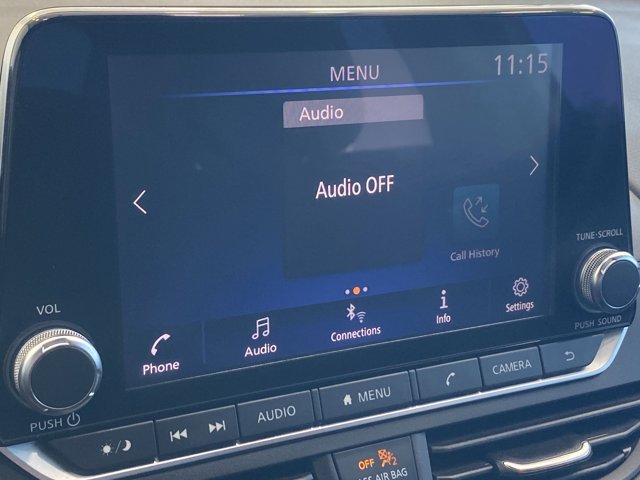 MENU
11:15
Audio
Audio OFF
Call History
TUNE·SCROLL
VOL
Phone
Audio
Connections
Info
Settings
PUSH SOUND
PUSH
AUDIO
MENU
CAMERA
OFF
2
AIR BAG